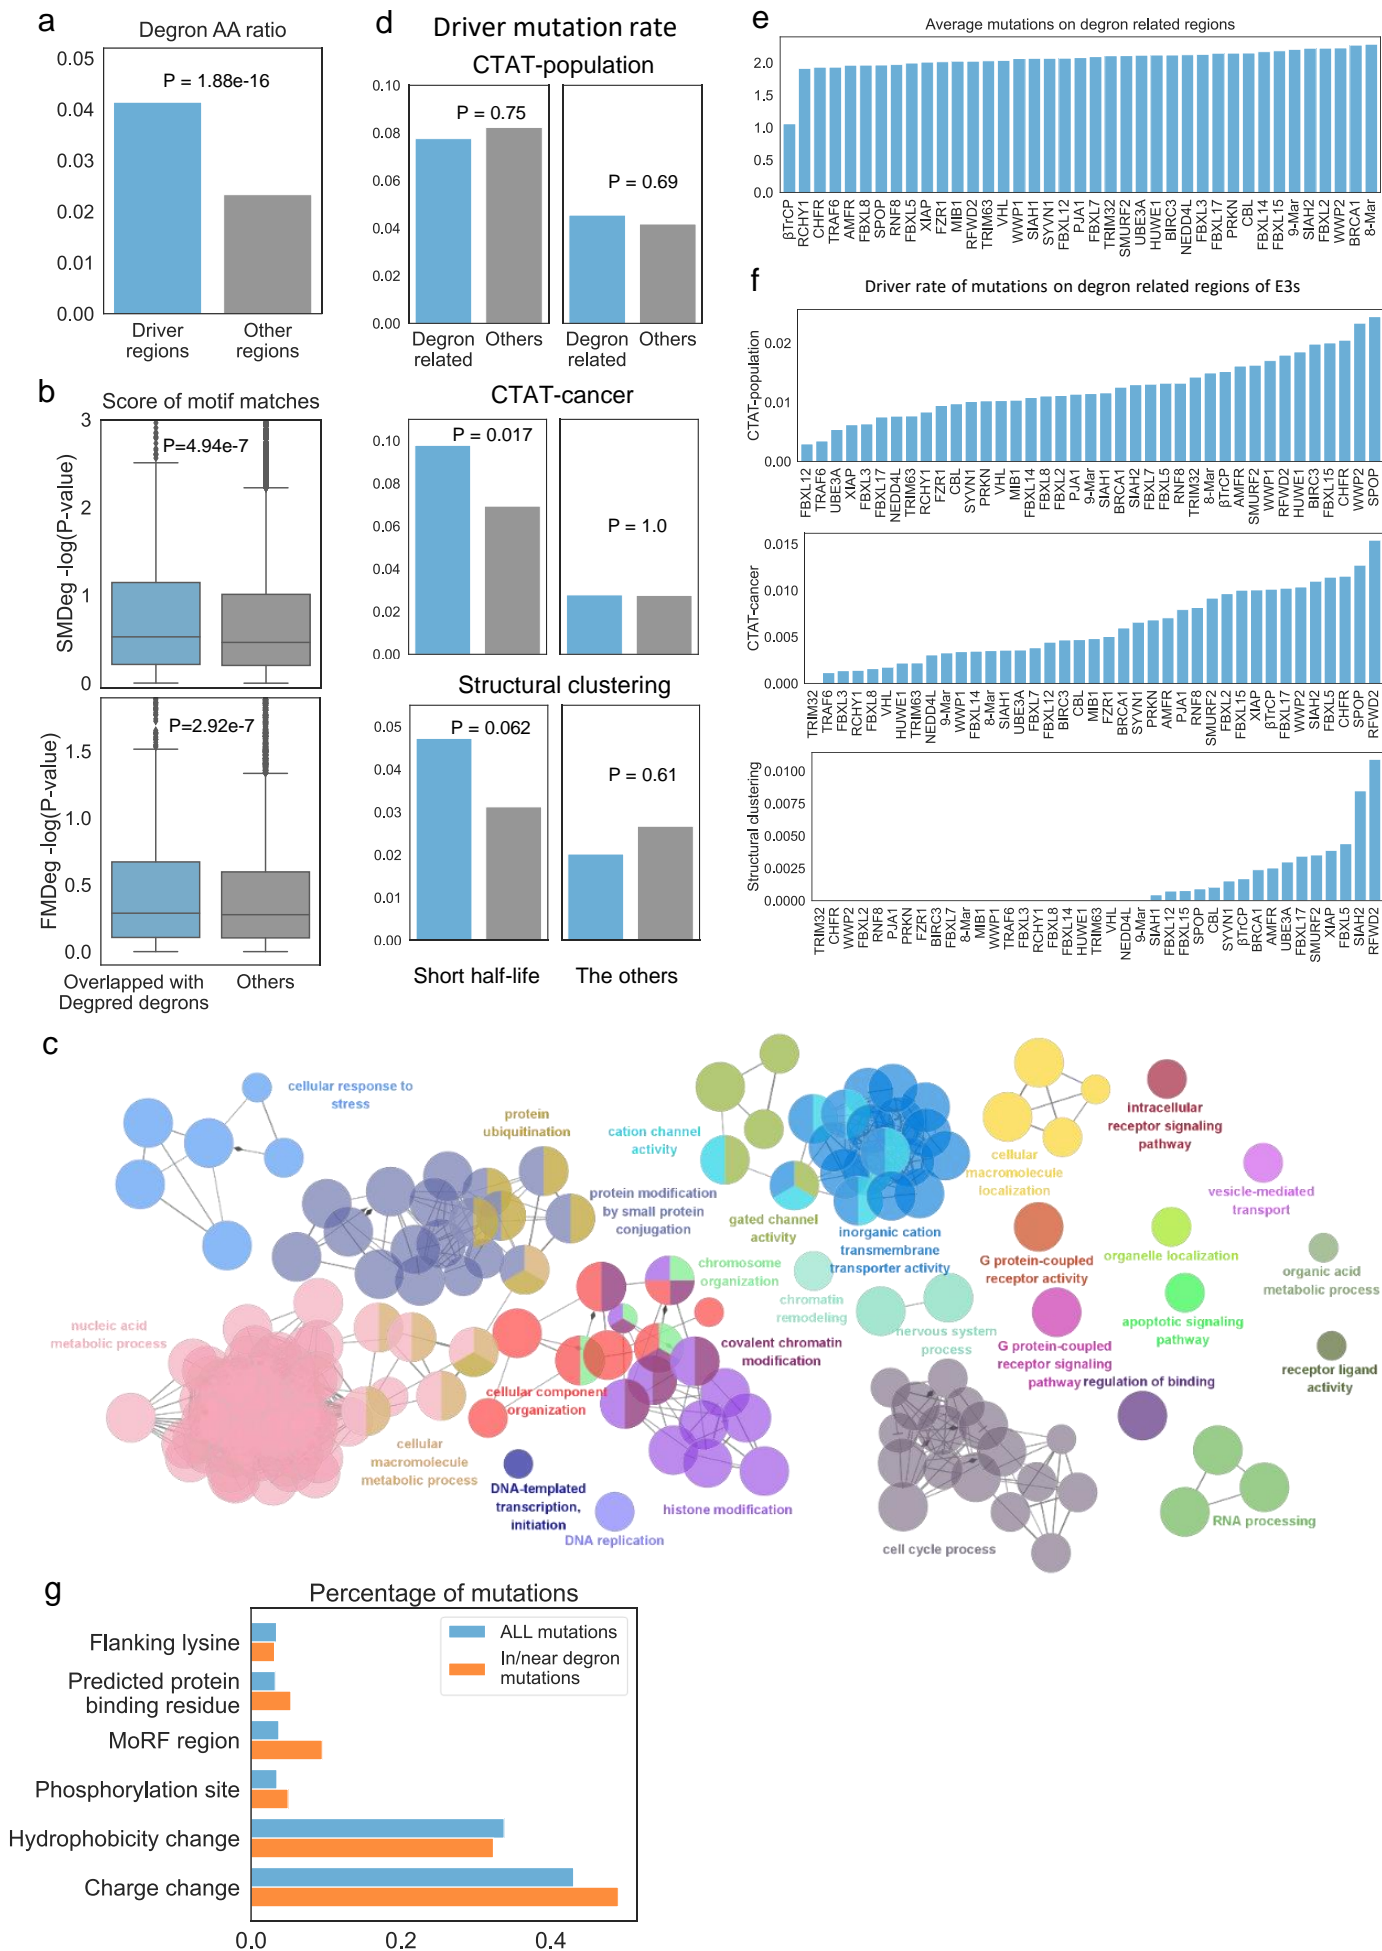 a
Degron AA ratio
0.05
0.04
0.03
0.02
0.01
0.00
P = 1.88e-16
Driver
regions
Other
regions
b
Score of motif matches
SMDeg -log(P-value)
3
2
1
0
P=4.94e-7
FMDeg -log(P-value)
1.5
1.0
0.5
0.0
P=2.92e-7
Overlapped with
Degpred degrons
Others
d
Driver mutation rate
CTAT-population
0.10
0.08
0.06
0.04
0.02
0.00
P = 0.75
P = 0.69
Degron
related
Others
Degron
related
Others
CTAT-cancer
0.10
0.08
0.06
0.04
0.02
0.00
P = 0.017
P = 1.0
Structural clustering
0.05
0.04
0.03
0.02
0.01
0.00
P = 0.062
P = 0.61
Short half-life
The others
e
Average mutations on degron related regions
2.0
1.5
1.0
0.5
0.0
βTrCP
RCHY1
CHFR
TRAF6
AMFR
FBXL8
SPOP
RNF8
FBXL5
XIAP
FZR1
MIB1
RFWD2
TRIM63
VHL
WWP1
SIAH1
SYVN1
FBXL12
PJA1
FBXL7
TRIM32
SMURF2
UBE3A
HUWE1
BIRC3
NEDD4L
FBXL3
FBXL17
PRKN
CBL
FBXL14
FBXL15
9-Mar
SIAH2
FBXL2
WWP2
BRCA1
8-Mar
f
Driver rate of mutations on degron related regions of E3s
CTAT-population
0.02
0.01
0.00
FBXL12
TRAF6
UBE3A
XIAP
FBXL3
FBXL17
NEDD4L
TRIM63
RCHY1
FZR1
CBL
SYVN1
PRKN
VHL
MIB1
FBXL14
FBXL8
FBXL2
PJA1
9-Mar
SIAH1
BRCA1
SIAH2
FBXL7
FBXL5
RNF8
TRIM32
8-Mar
βTrCP
AMFR
SMURF2
WWP1
RFWD2
HUWE1
BIRC3
FBXL15
CHFR
WWP2
SPOP
CTAT-cancer
0.015
0.010
0.005
0.000
TRIM32
TRAF6
FBXL3
RCHY1
FBXL8
VHL
HUWE1
TRIM63
NEDD4L
9-Mar
WWP1
FBXL14
8-Mar
SIAH1
UBE3A
FBXL7
FBXL12
BIRC3
CBL
MIB1
FZR1
BRCA1
SYVN1
PRKN
AMFR
PJA1
RNF8
SMURF2
FBXL2
FBXL15
XIAP
βTrCP
FBXL17
WWP2
SIAH2
FBXL5
CHFR
SPOP
RFWD2
Structural clustering
0.0100
0.0075
0.0050
0.0025
0.0000
TRIM32
CHFR
WWP2
FBXL2
RNF8
PJA1
PRKN
FZR1
BIRC3
FBXL7
8-Mar
MIB1
WWP1
TRAF6
FBXL3
RCHY1
FBXL8
FBXL14
HUWE1
TRIM63
VHL
NEDD4L
9-Mar
SIAH1
FBXL12
FBXL15
SPOP
CBL
SYVN1
βTrCP
BRCA1
AMFR
UBE3A
FBXL17
SMURF2
XIAP
FBXL5
SIAH2
RFWD2
c
cellular response to
stress
protein
ubiquitination
cation channel
activity
protein modification
by small protein
conjugation
gated channel
activity
inorganic cation
transmembrane
transporter activity
cellular
macromolecule
localization
intracellular
receptor signaling
pathway
vesicle-mediated
transport
G protein-coupled
receptor activity
organelle localization
organic acid
metabolic process
chromosome
organization
chromatin
remodeling
nervous system
process
G protein-coupled
receptor signaling
pathway
apoptotic signaling
pathway
receptor ligand
activity
nucleic acid
metabolic process
covalent chromatin
modification
regulation of binding
cellular component
organization
cellular
macromolecule
metabolic process
DNA-templated
transcription,
initiation
DNA replication
histone modification
cell cycle process
RNA processing
g
Percentage of mutations
ALL mutations
In/near degron
mutations
Flanking lysine
Predicted protein
binding residue
MoRF region
Phosphorylation site
Hydrophobicity change
Charge change
0.0
0.2
0.4